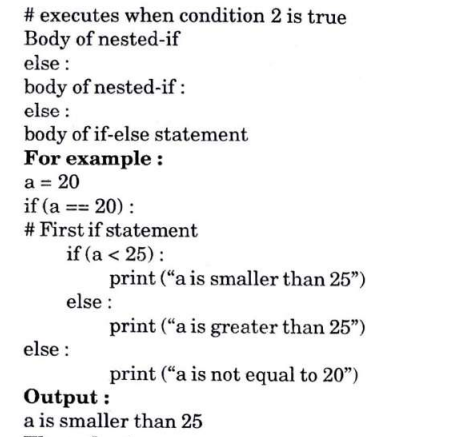 # executes when condition 2 is true
Body of nested-if
else :
body of nested-if :
else :
body of if-else statement
For example :
a = 20
if (a == 20) :
# First if statement
if (a < 25) :
print (“a is smaller than 25”)
else :
print (“a is greater than 25”)
else :
print (“a is not equal to 20”)
Output :
a is smaller than 25